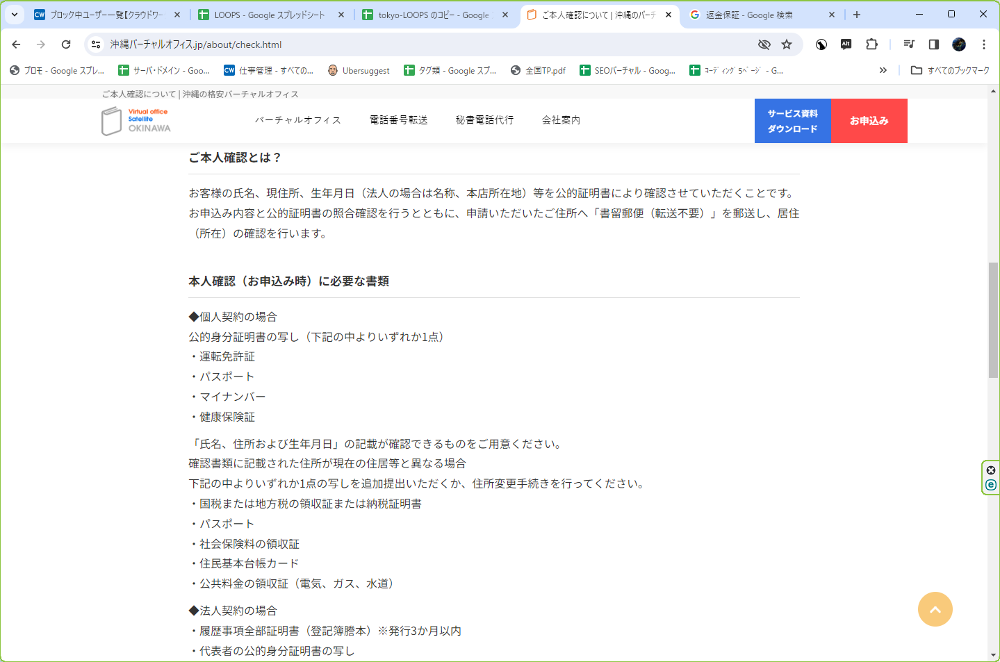 ブロック中ユーザー一覧【クラウドワー
LOOPS - Google スプレッドシート
tokyo-LOOPS のコピー - Google
ご本人確認について | 沖縄のバーチ
返金保証 - Google 検索
沖縄バーチャルオフィス.jp/about/check.html
プロモ - Google スプレ...
サーバ・ドメイン - Goo...
仕事管理 - すべての...
Ubersuggest
タグ類 - Google スプ...
全国TP.pdf
SEOバーチャル - Goog...
ｺｰﾃﾞｨﾝｸﾞ 5ﾍﾟｰｼﾞ - G...
すべてのブックマーク
ご本人確認について | 沖縄の格安バーチャルオフィス
Virtual office
Satellite
OKINAWA
バーチャルオフィス
電話番号転送
秘書電話代行
会社案内
サービス資料
ダウンロード
お申込み
ご本人確認とは？
お客様の氏名、現住所、生年月日（法人の場合は名称、本店所在地）等を公的証明書により確認させていただくことです。
お申込み内容と公的証明書の照合確認を行うとともに、申請いただいたご住所へ「書留郵便（転送不要）」を郵送し、居住
（所在）の確認を行います。
本人確認（お申込み時）に必要な書類
◆個人契約の場合
公的身分証明書の写し（下記の中よりいずれか1点）
・運転免許証
・パスポート
・マイナンバー
・健康保険証
「氏名、住所および生年月日」の記載が確認できるものをご用意ください。
確認書類に記載された住所が現在の住居等と異なる場合
下記の中よりいずれか1点の写しを追加提出いただくか、住所変更手続きを行ってください。
・国税または地方税の領収証または納税証明書
・パスポート
・社会保険料の領収証
・住民基本台帳カード
・公共料金の領収証（電気、ガス、水道）
◆法人契約の場合
・履歴事項全部証明書（登記簿謄本）※発行3か月以内
・代表者の公的身分証明書の写し